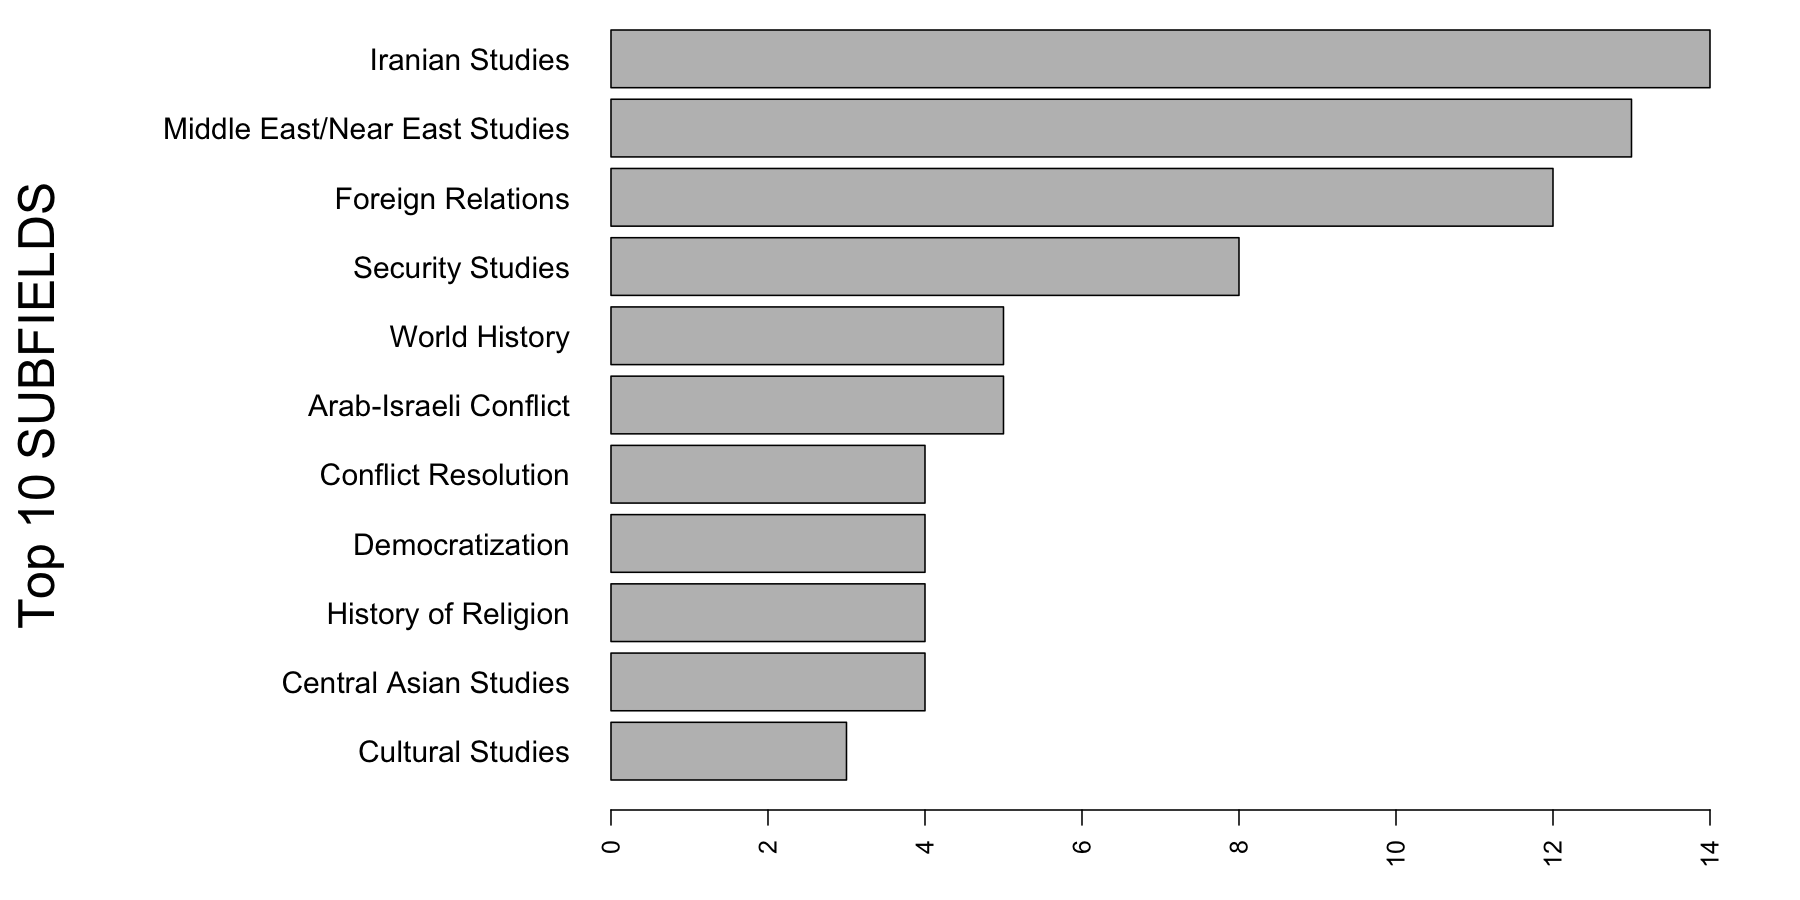 Top 10 SUBFIELDS
Iranian Studies
Middle East/Near East Studies
Foreign Relations
Security Studies
World History
Arab-Israeli Conflict
Conflict Resolution
Democratization
History of Religion
Central Asian Studies
Cultural Studies
0 2 4 6 8 10 12 14